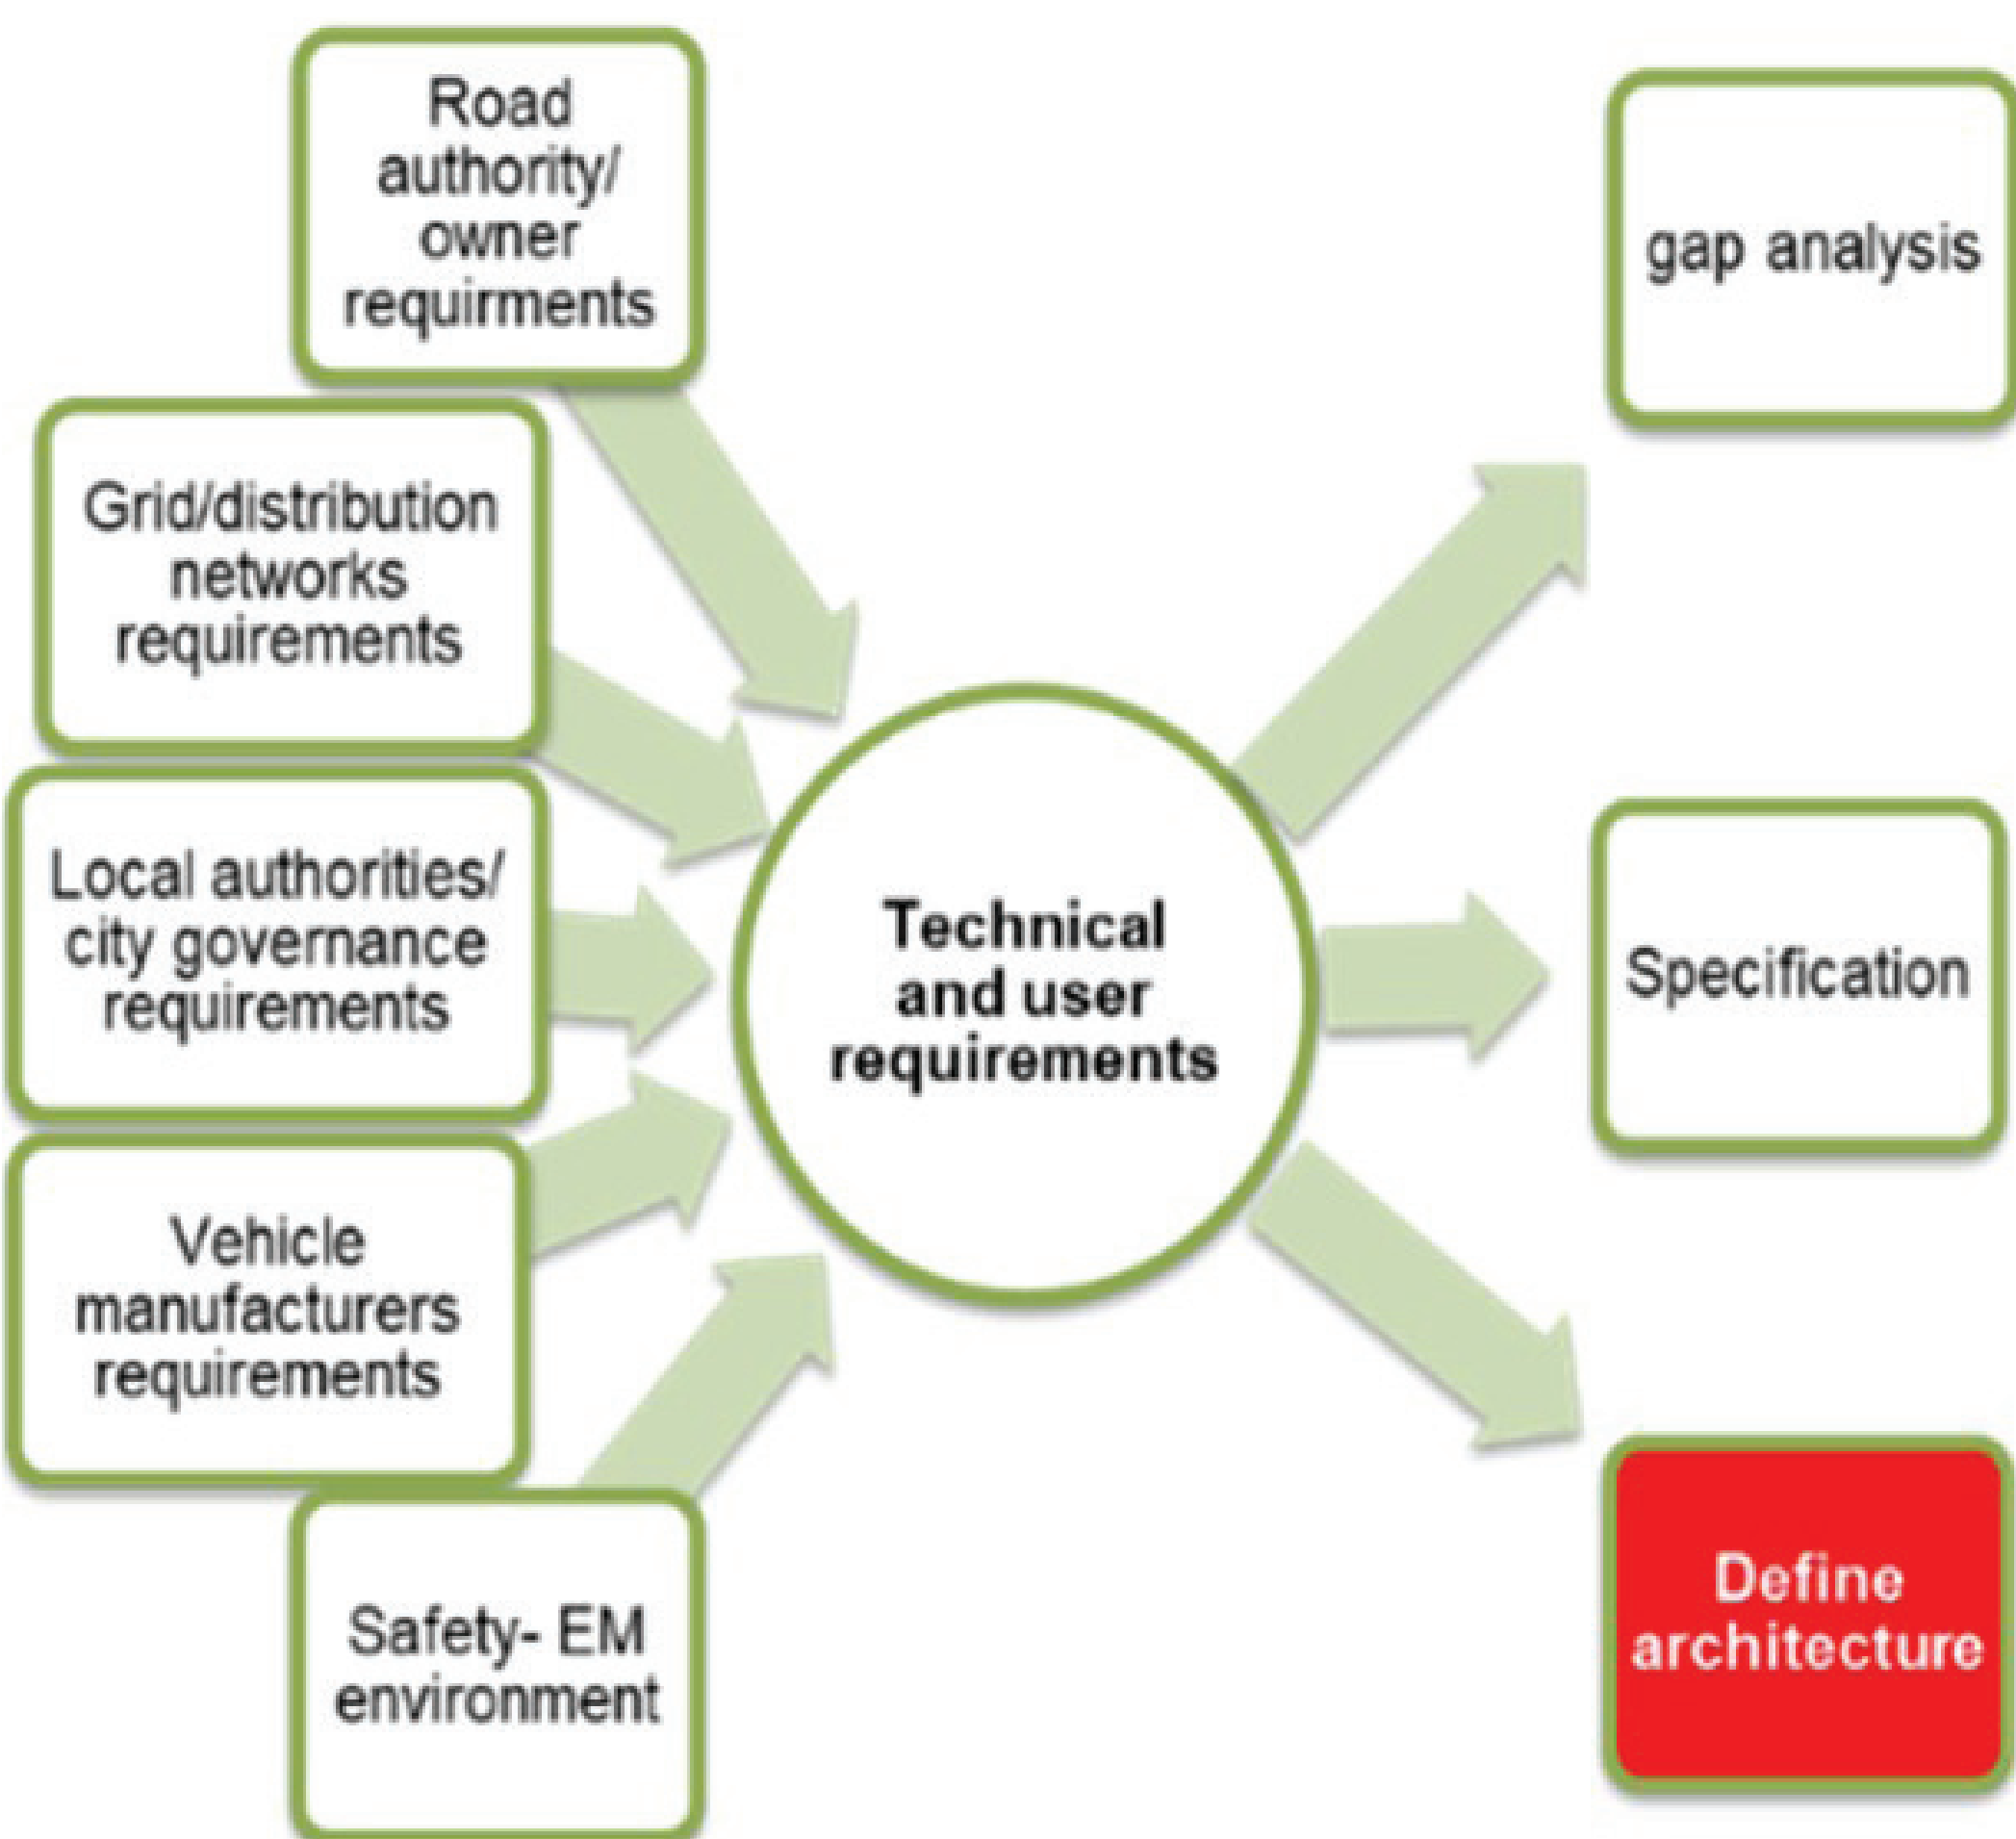 Road
authority/
owner
requirments
Grid/distribution
networks
requirements
Local authorities/
city governance
requirements
Vehicle
manufacturers
requirements
Safety- EM
environment
Technical
and user
requirements
gap analysis
Specification
Define
architecture